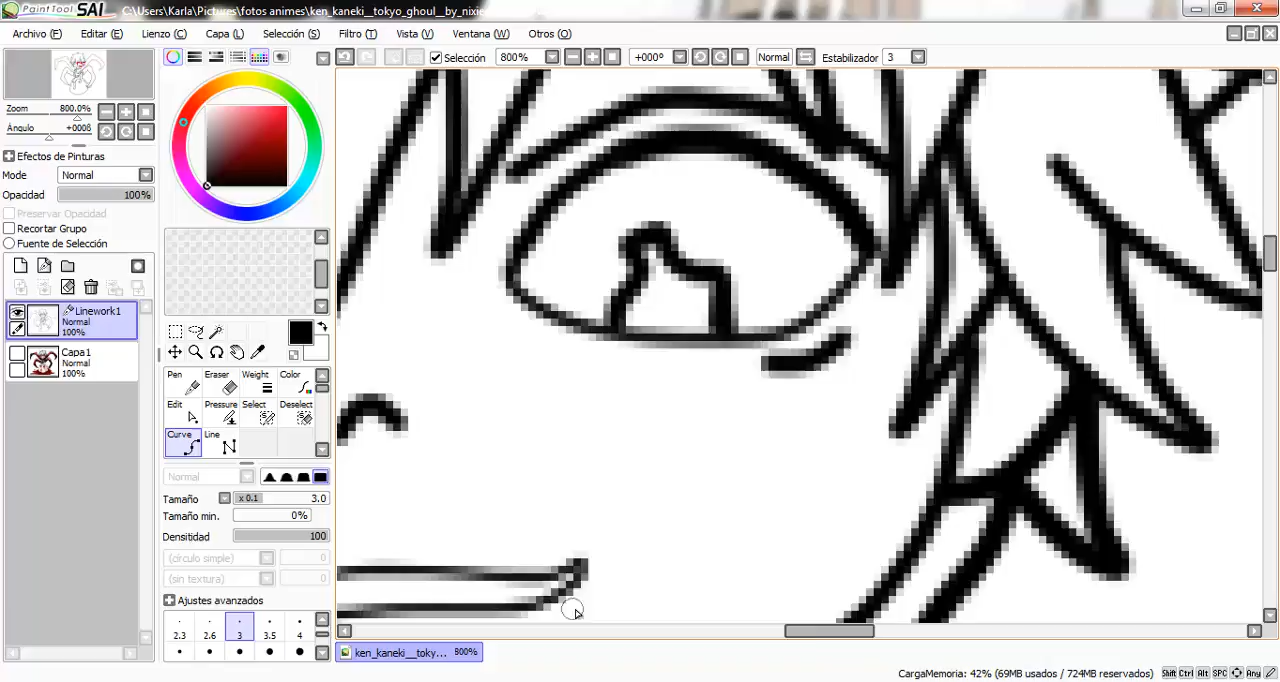 PaintTool SAI C:\Users\Karla\Pictures\fotos animes\ken_kaneki__tokyo_ghoul__by_nixie
Archivo (F) Editar (E) Lienzo (C) Capa (L) Selección (S) Filtro (T) Vista (V) Ventana (W) Otros (O)
Selección 800% +000º Normal Estabilizador 3
Zoom 800.0%
Ángulo +000ß
Efectos de Pinturas
Modo Normal
Opacidad 100%
Preservar Opacidad
Recortar Grupo
Fuente de Selección
Linework1
Normal
100%
Capa1
Normal
100%
Pen Eraser Weight Color
Edit Pressure Select Deselect
Curve Line
Normal
Tamaño x 0.1 3.0
Tamaño min. 0%
Densitidad 100
(círculo simple) 0
(sin textura) 0
Ajustes avanzados
2.3 2.6 3 3.5 4
ken_kaneki__toky... 800%
CargaMemoria: 42% (69MB usados / 724MB reservados) Shift Ctrl Alt SPC Any